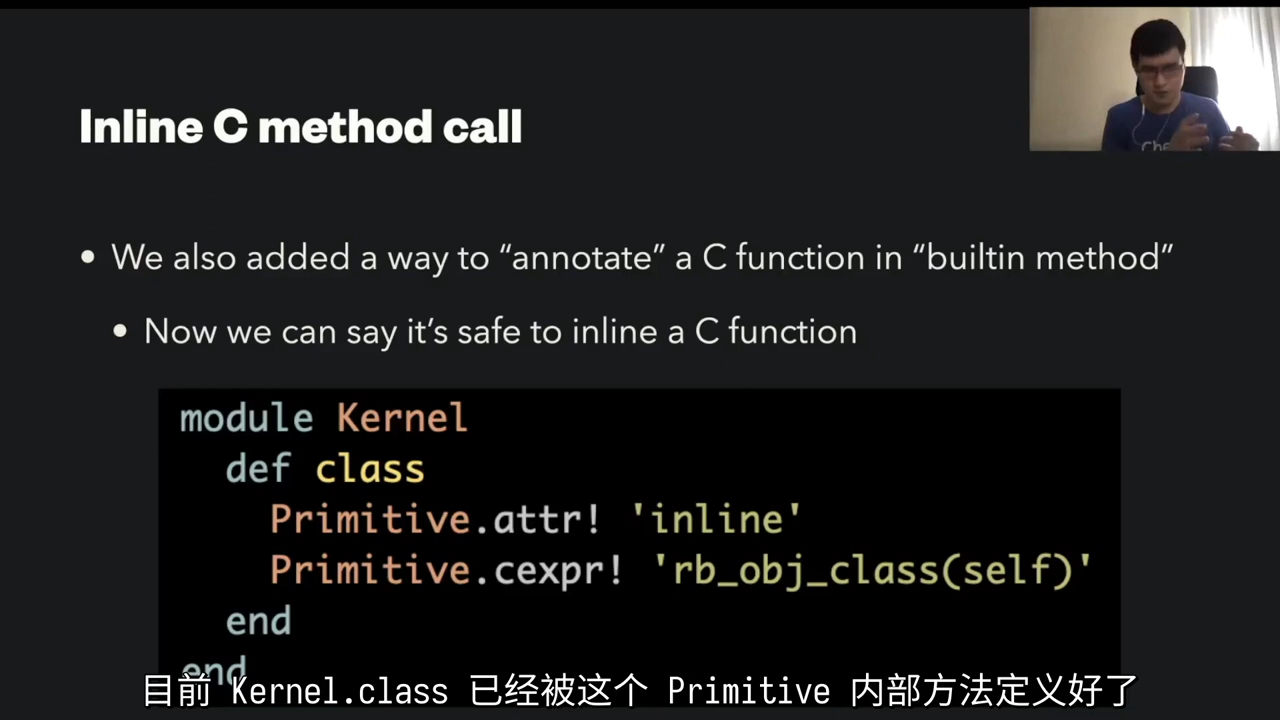 Inline C method call
• We also added a way to “annotate” a C function in “builtin method”
• Now we can say it’s safe to inline a C function
module Kernel
def class
Primitive.attr! 'inline'
Primitive.cexpr! 'rb_obj_class(self)'
end
end
目前 Kernel.class 已经被这个 Primitive 内部方法定义好了